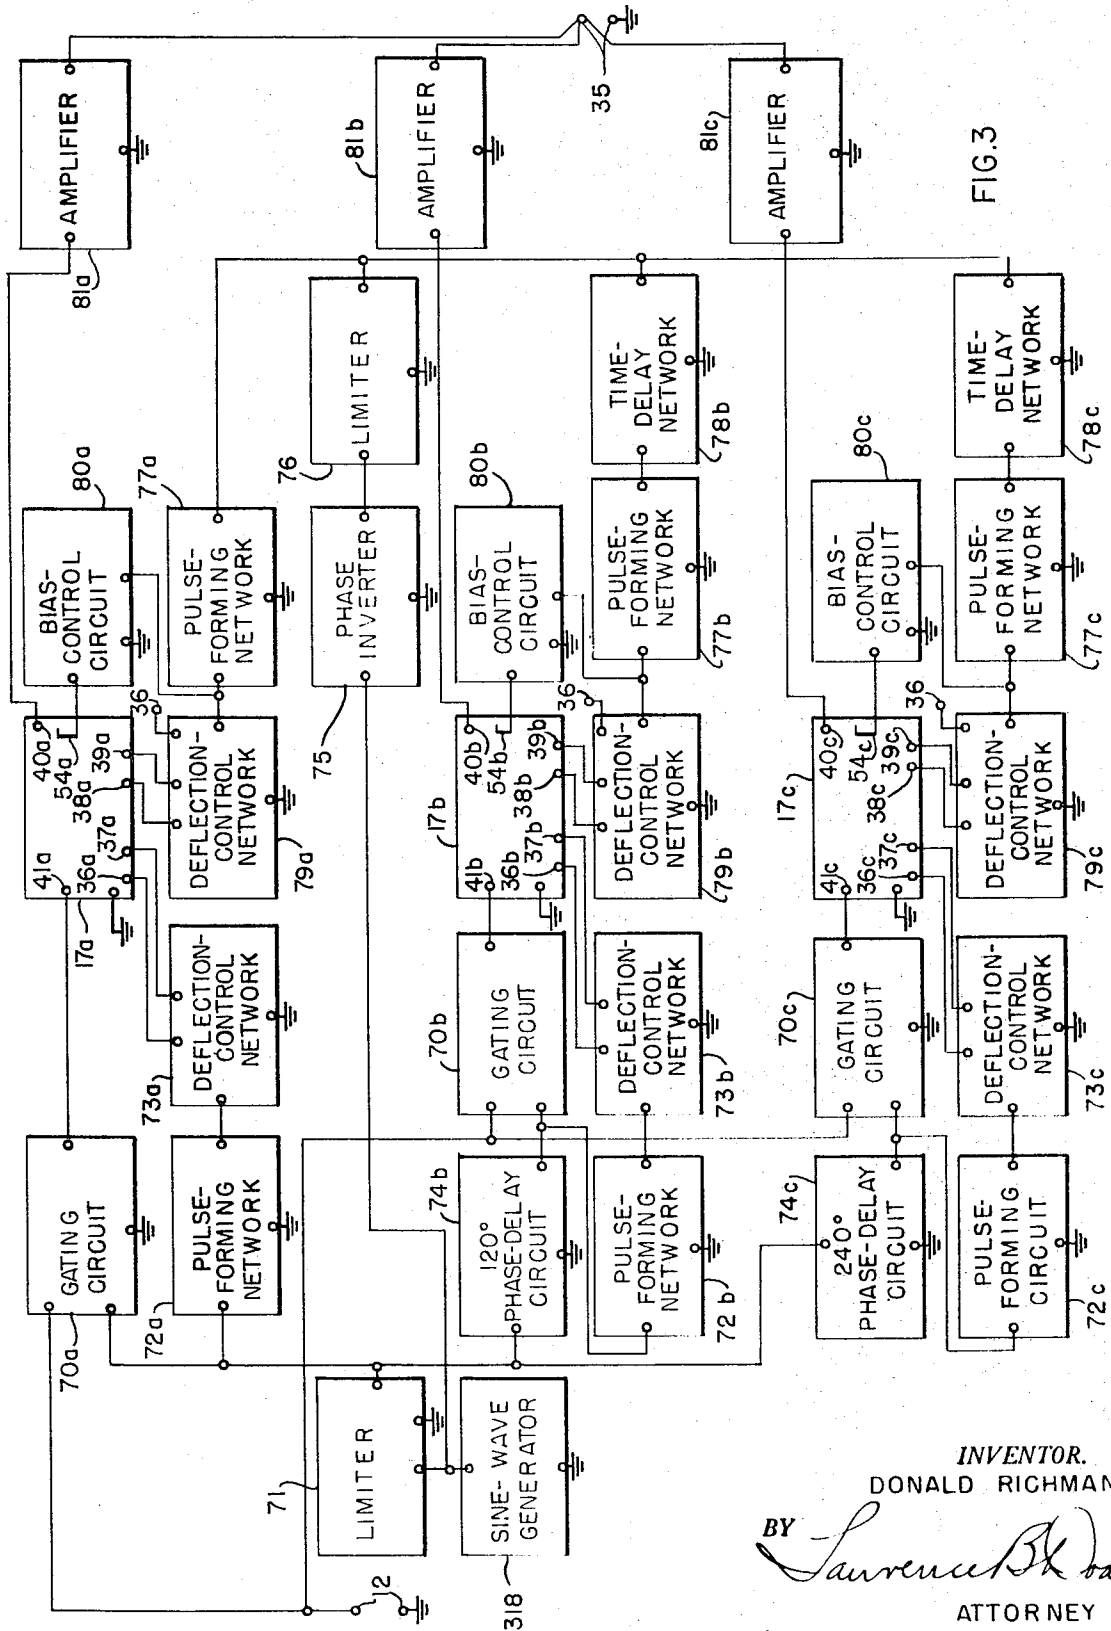 81a
AMPLIFIER
35
81b
AMPLIFIER
81c
AMPLIFIER
FIG.3
80a
BIAS-
CONTROL
CIRCUIT
77a
PULSE-
FORMING
NETWORK
76
LIMITER
75
PHASE
INVERTER
80b
BIAS-
CONTROL
CIRCUIT
TIME-
DELAY
NETWORK
78b
PULSE-
FORMING
NETWORK
77b
80c
BIAS-
CONTROL
CIRCUIT
TIME-
DELAY
NETWORK
78c
PULSE-
FORMING
NETWORK
77c
17a
41a
40a
54a
36a
37a
38a
39a
36
DEFLECTION-
CONTROL
NETWORK
79a
17b
41b
40b
54b
36b
37b
38b
39b
36
DEFLECTION-
CONTROL
NETWORK
79b
17c
41c
40c
54c
36c
37c
38c
39c
36
DEFLECTION-
CONTROL
NETWORK
79c
73a
DEFLECTION-
CONTROL
NETWORK
70b
GATING
CIRCUIT
DEFLECTION-
CONTROL
NETWORK
73b
70c
GATING
CIRCUIT
DEFLECTION-
CONTROL
NETWORK
73c
70a
GATING
CIRCUIT
72a
PULSE-
FORMING
NETWORK
74b
120°
PHASE-DELAY
CIRCUIT
PULSE-
FORMING
NETWORK
72b
74c
240°
PHASE-DELAY
CIRCUIT
PULSE-
FORMING
CIRCUIT
72c
71
LIMITER
SINE-WAVE
GENERATOR
318
12
INVENTOR.
DONALD RICHMAN
BY
ATTORNEY